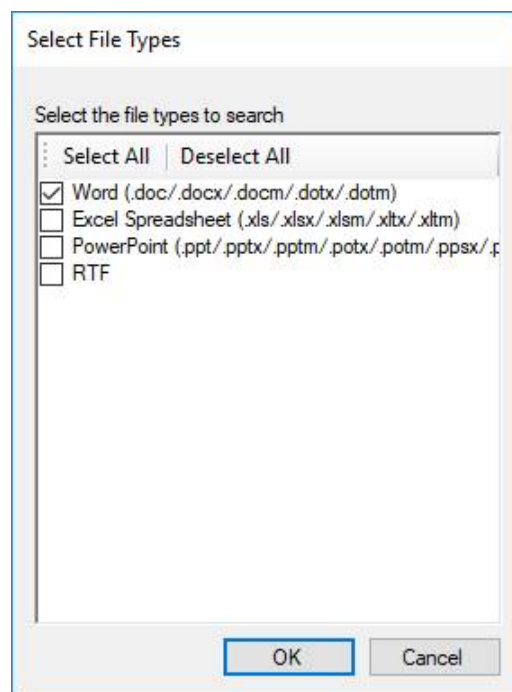 Select File Types
Select the file types to search
Select All Deselect All
Word (.doc/.docx/.docm/.dotx/.dotm)
Excel Spreadsheet (.xls/.xlsx/.xlsm/.xltx/.xltm)
PowerPoint (.ppt/.pptx/.pptm/.potx/.potm/.ppsx/.p
RTF
OK Cancel